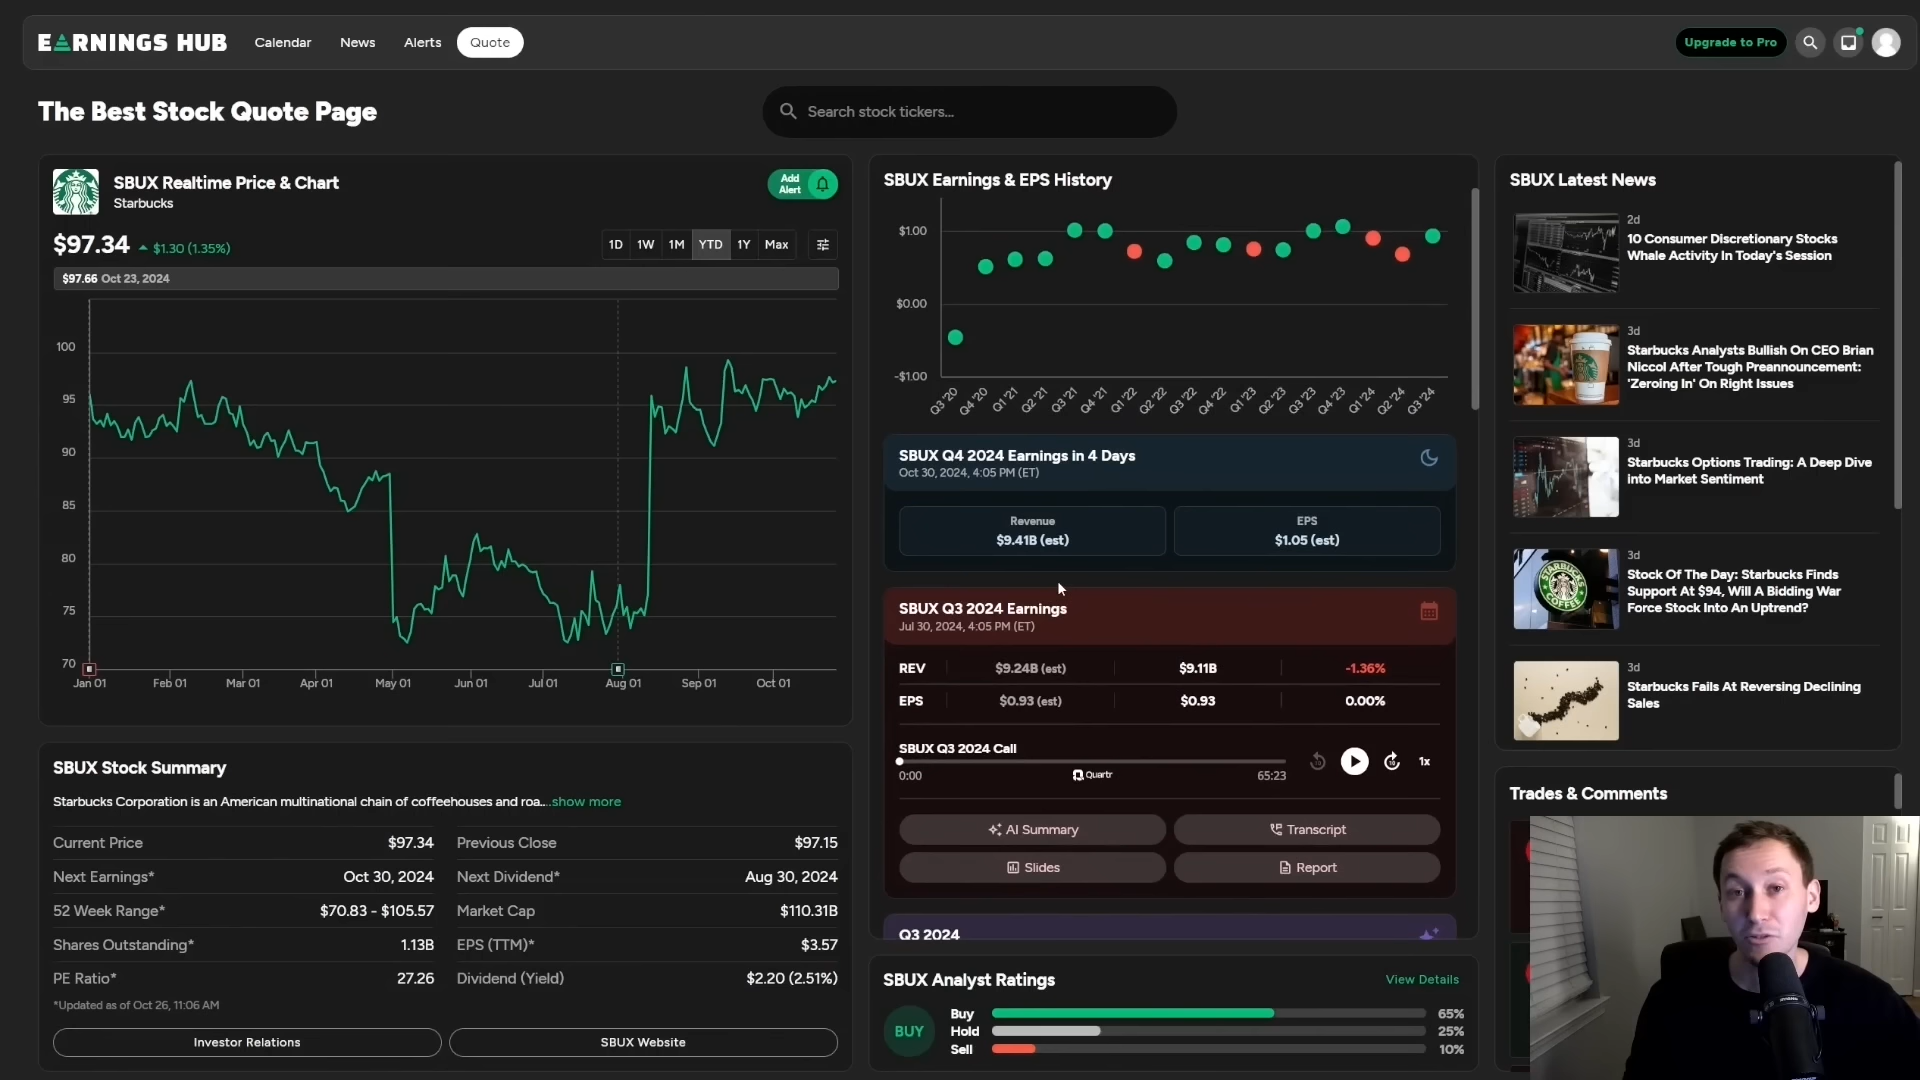 EARNINGS HUB
Calendar
News
Alerts
Quote
Upgrade to Pro
The Best Stock Quote Page
Search stock tickers...
SBUX Realtime Price & Chart
Starbucks
Add
Alert
$97.34
$1.30 (1.35%)
1D
1W
1M
YTD
1Y
Max
$97.66 Oct 23, 2024
100
95
90
85
80
75
70
Jan 01
Feb 01
Mar 01
Apr 01
May 01
Jun 01
Jul 01
Aug 01
Sep 01
Oct 01
SBUX Stock Summary
Starbucks Corporation is an American multinational chain of coffeehouses and roa...show more
Current Price $97.34
Previous Close $97.15
Next Earnings* Oct 30, 2024
Next Dividend* Aug 30, 2024
52 Week Range* $70.83 - $105.57
Market Cap $110.31B
Shares Outstanding* 1.13B
EPS (TTM)* $3.57
PE Ratio* 27.26
Dividend (Yield) $2.20 (2.51%)
*Updated as of Oct 26, 11:06 AM
Investor Relations
SBUX Website
SBUX Earnings & EPS History
$1.00
$0.00
-$1.00
Q3 '20
Q4 '20
Q1 '21
Q2 '21
Q3 '21
Q4 '21
Q1 '22
Q2 '22
Q3 '22
Q4 '22
Q1 '23
Q2 '23
Q3 '23
Q4 '23
Q1 '24
Q2 '24
Q3 '24
SBUX Q4 2024 Earnings in 4 Days
Oct 30, 2024, 4:05 PM (ET)
Revenue
$9.41B (est)
EPS
$1.05 (est)
SBUX Q3 2024 Earnings
Jul 30, 2024, 4:05 PM (ET)
REV $9.24B (est) $9.11B -1.36%
EPS $0.93 (est) $0.93 0.00%
SBUX Q3 2024 Call
0:00
Quartr
65:23
10
10
1x
AI Summary
Transcript
Slides
Report
Q3 2024
SBUX Analyst Ratings
View Details
BUY
Buy 65%
Hold 25%
Sell 10%
SBUX Latest News
2d
10 Consumer Discretionary Stocks
Whale Activity In Today's Session
3d
Starbucks Analysts Bullish On CEO Brian
Niccol After Tough Preannouncement:
'Zeroing In' On Right Issues
3d
Starbucks Options Trading: A Deep Dive
into Market Sentiment
3d
Stock Of The Day: Starbucks Finds
Support At $94, Will A Bidding War
Force Stock Into An Uptrend?
STARBUCKS
COFFEE
3d
Starbucks Fails At Reversing Declining
Sales
Trades & Comments